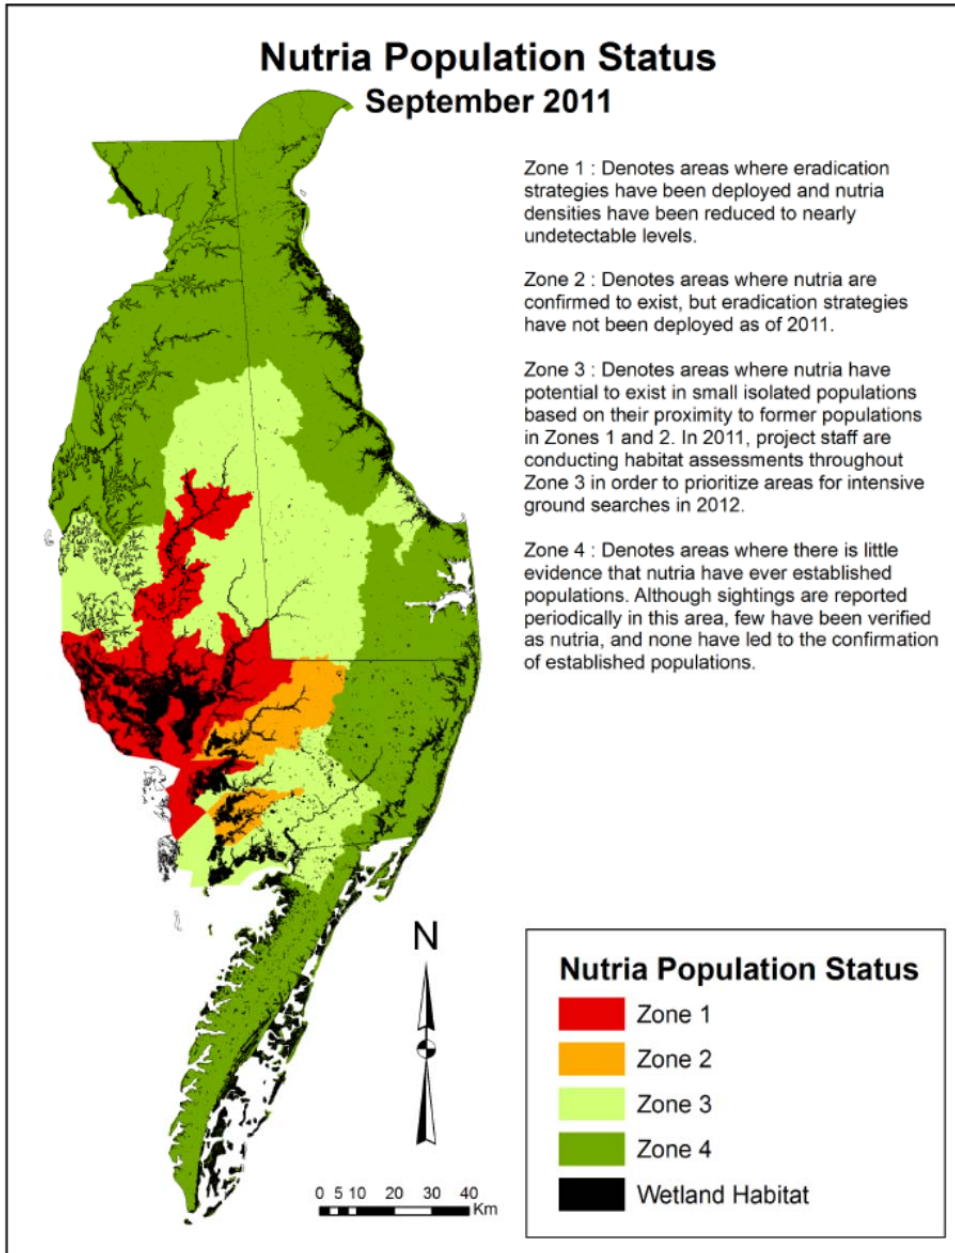 Nutria Population Status
September 2011
Zone 1 : Denotes areas where eradication
strategies have been deployed and nutria
densities have been reduced to nearly
undetectable levels.
Zone 2 : Denotes areas where nutria are
confirmed to exist, but eradication strategies
have not been deployed as of 2011.
Zone 3 : Denotes areas where nutria have
potential to exist in small isolated populations
based on their proximity to former populations
in Zones 1 and 2. In 2011, project staff are
conducting habitat assessments throughout
Zone 3 in order to prioritize areas for intensive
ground searches in 2012.
Zone 4 : Denotes areas where there is little
evidence that nutria have ever established
populations. Although sightings are reported
periodically in this area, few have been verified
as nutria, and none have led to the confirmation
of established populations.
N
0 5 10 20 30 40
Km
Nutria Population Status
Zone 1
Zone 2
Zone 3
Zone 4
Wetland Habitat